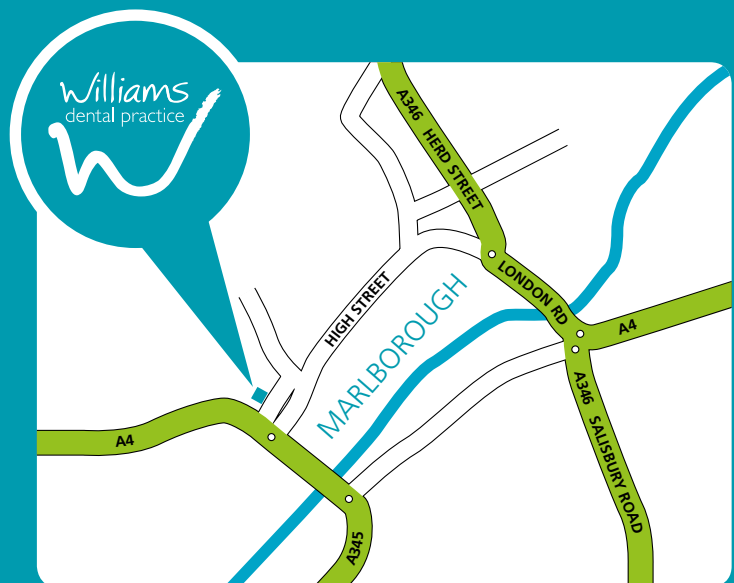 Williams
dental practice
A346 HERD STREET
HIGH STREET
LONDON RD
MARLBOROUGH
A4
A4
A346 SALISBURY ROAD
A345